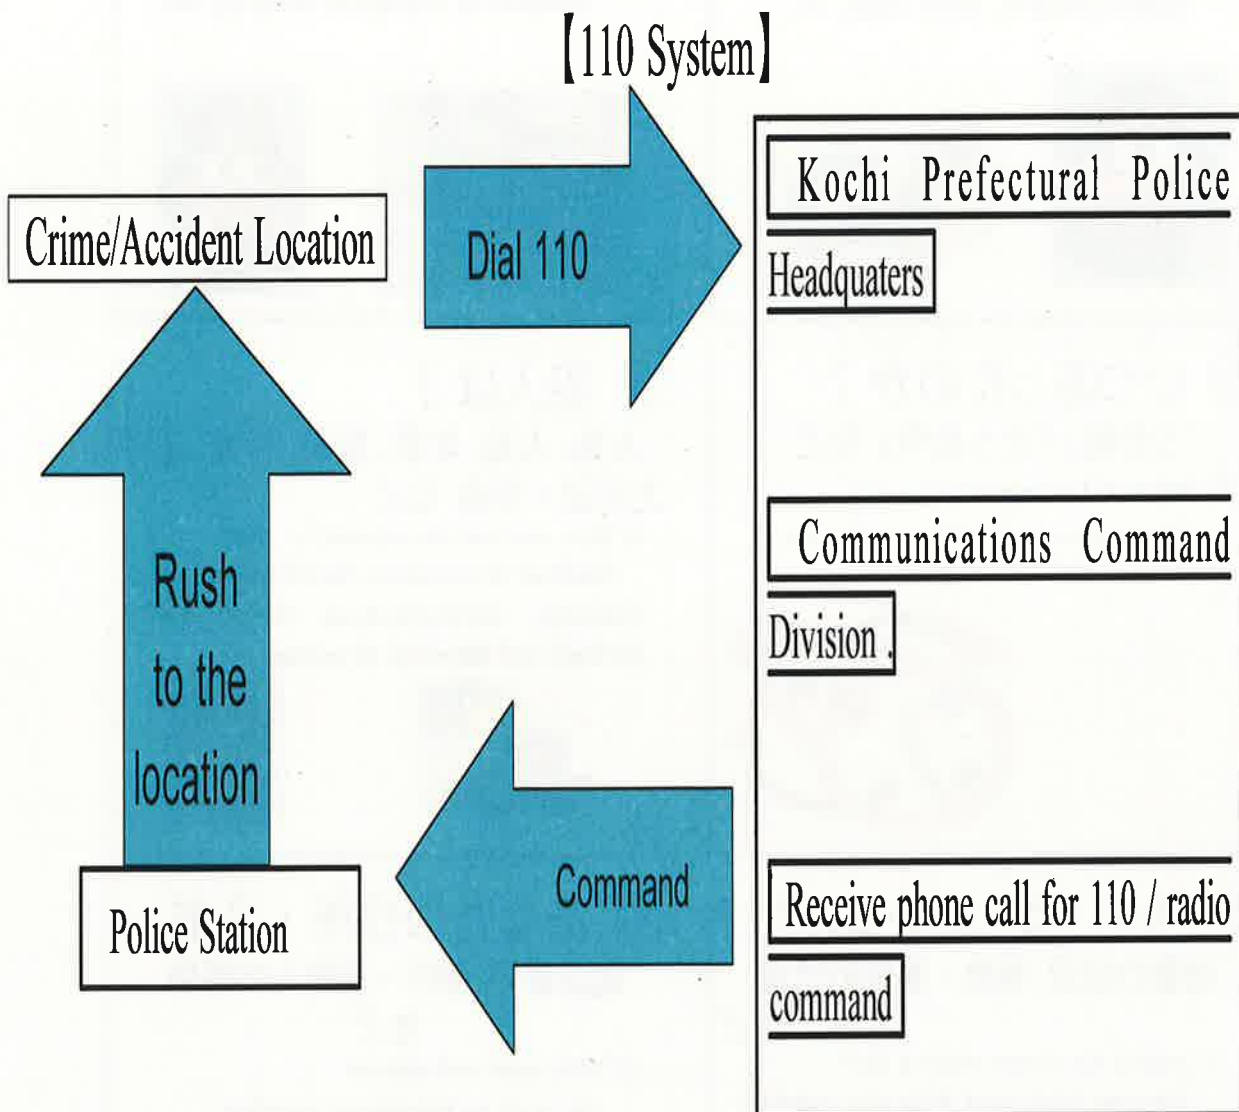 【110 System】
Crime/Accident Location
Dial 110
Kochi Prefectural Police
Headquaters
Communications Command
Division .
Receive phone call for 110 / radio
command
Command
Police Station
Rush
to the
location